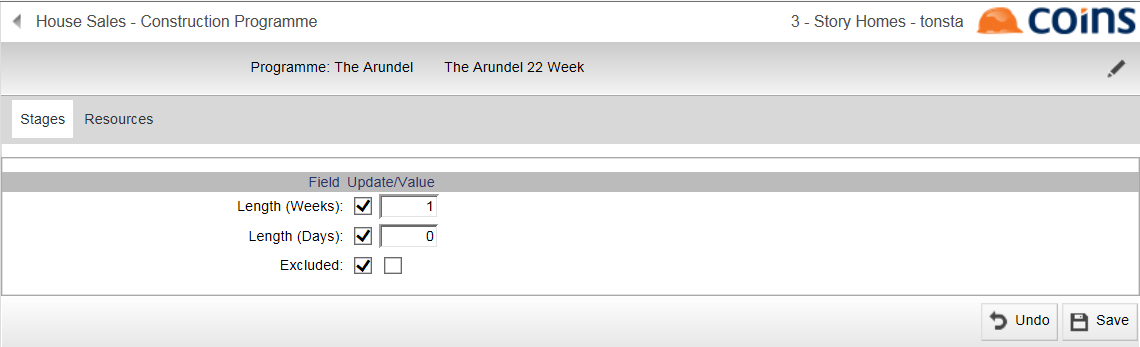 House Sales - Construction Programme 3 - Story Homes - tonsta coins
Programme: The Arundel The Arundel 22 Week
Stages Resources
Field Update/Value
Length (Weeks): 1
Length (Days): 0
Excluded:
Undo Save